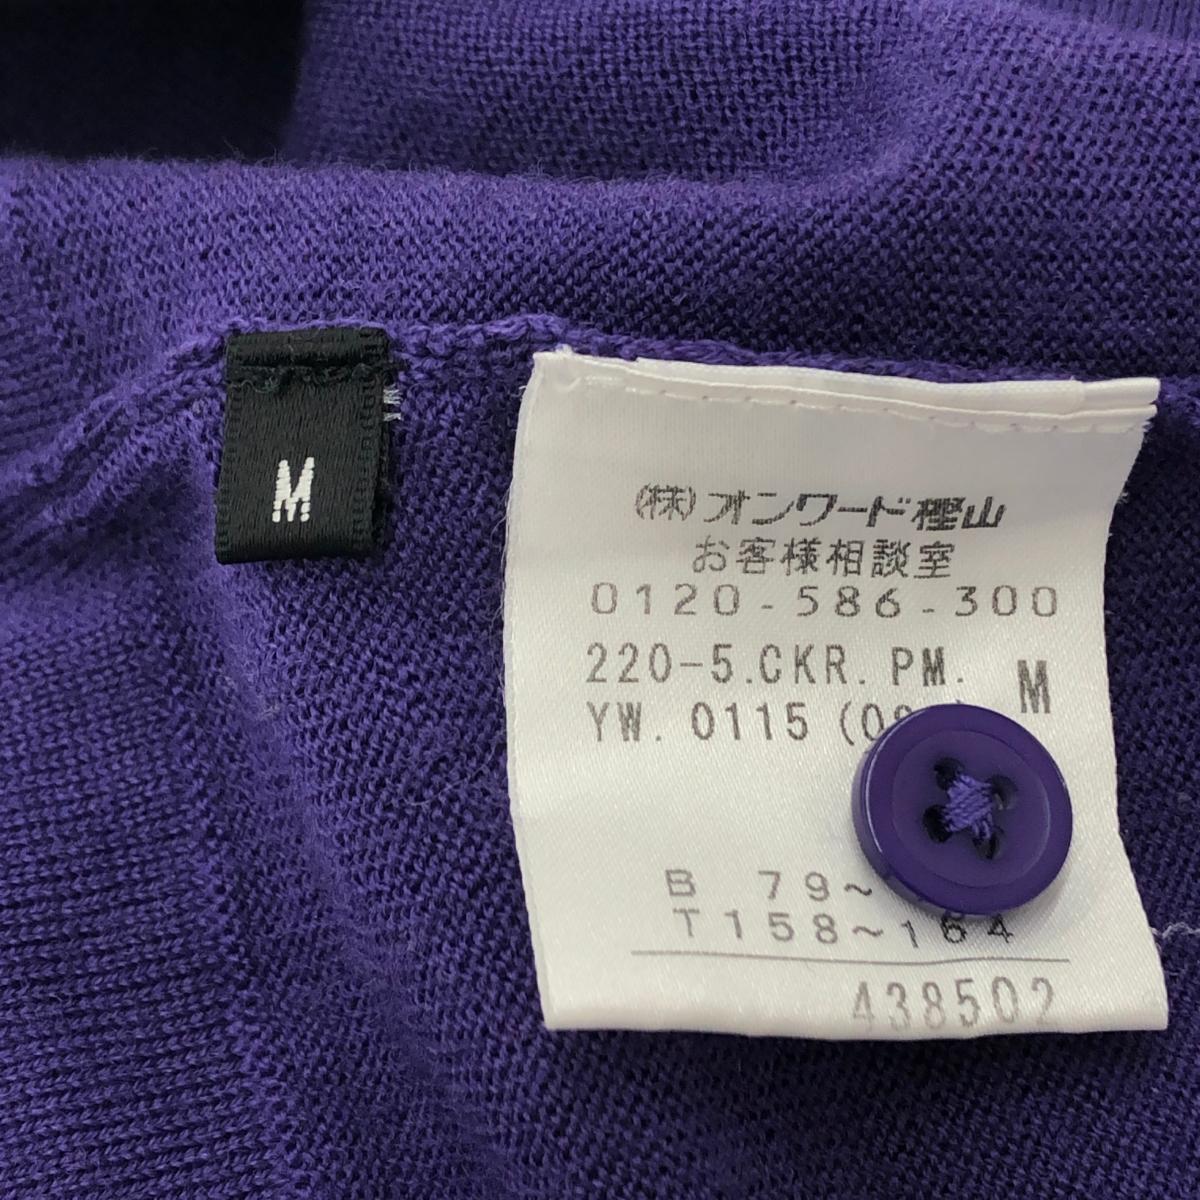 M
(株)オンワード樫山
お客様相談室
0120-586-300
220-5.CKR. PM. M
YW. 0115
B 79~
T 158~164
438502